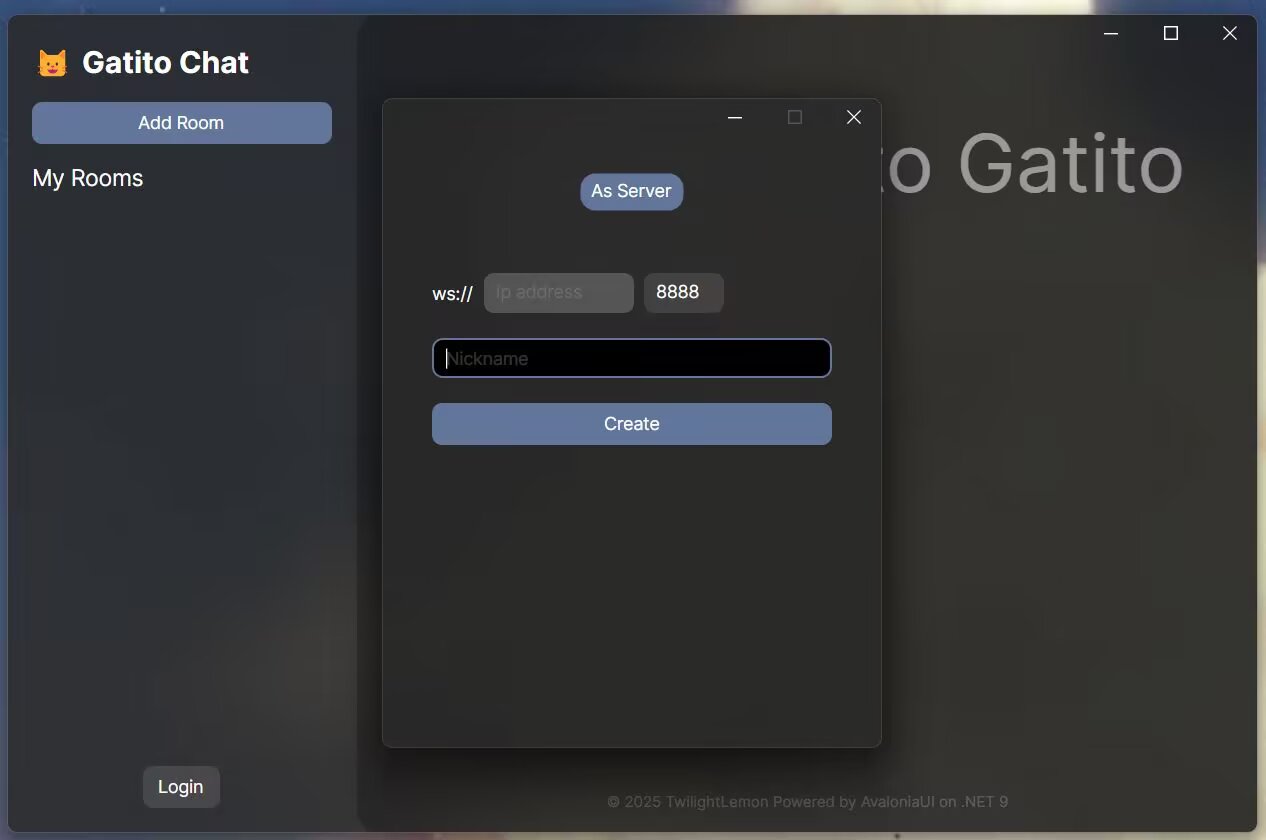 Gatito Chat
Add Room
My Rooms
Login
to Gatito
As Server
ws:// Ip address 8888
Nickname
Create
© 2025 TwilightLemon Powered by AvaloniaUI on .NET 9